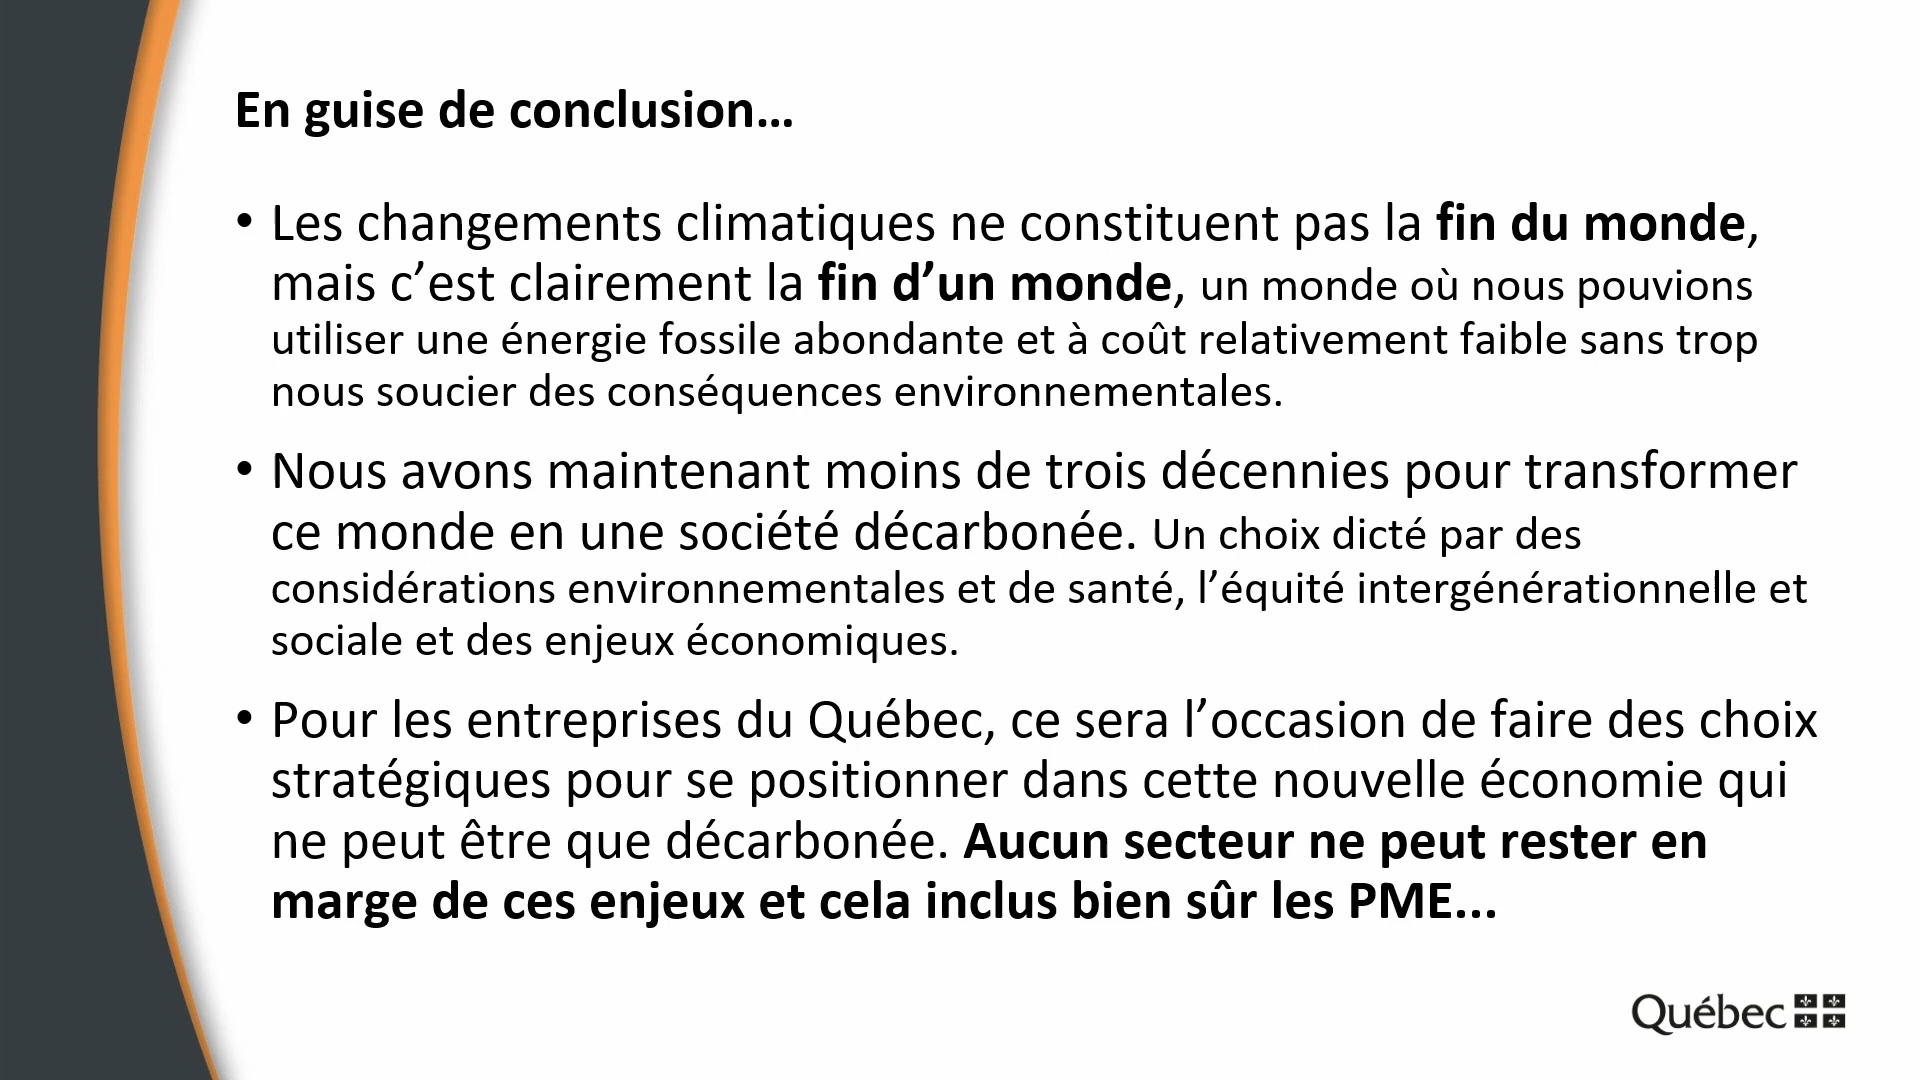 En guise de conclusion…
• Les changements climatiques ne constituent pas la fin du monde,
mais c’est clairement la fin d’un monde, un monde où nous pouvions
utiliser une énergie fossile abondante et à coût relativement faible sans trop
nous soucier des conséquences environnementales.
• Nous avons maintenant moins de trois décennies pour transformer
ce monde en une société décarbonée. Un choix dicté par des
considérations environnementales et de santé, l’équité intergénérationnelle et
sociale et des enjeux économiques.
• Pour les entreprises du Québec, ce sera l’occasion de faire des choix
stratégiques pour se positionner dans cette nouvelle économie qui
ne peut être que décarbonée. Aucun secteur ne peut rester en
marge de ces enjeux et cela inclus bien sûr les PME...
Québec